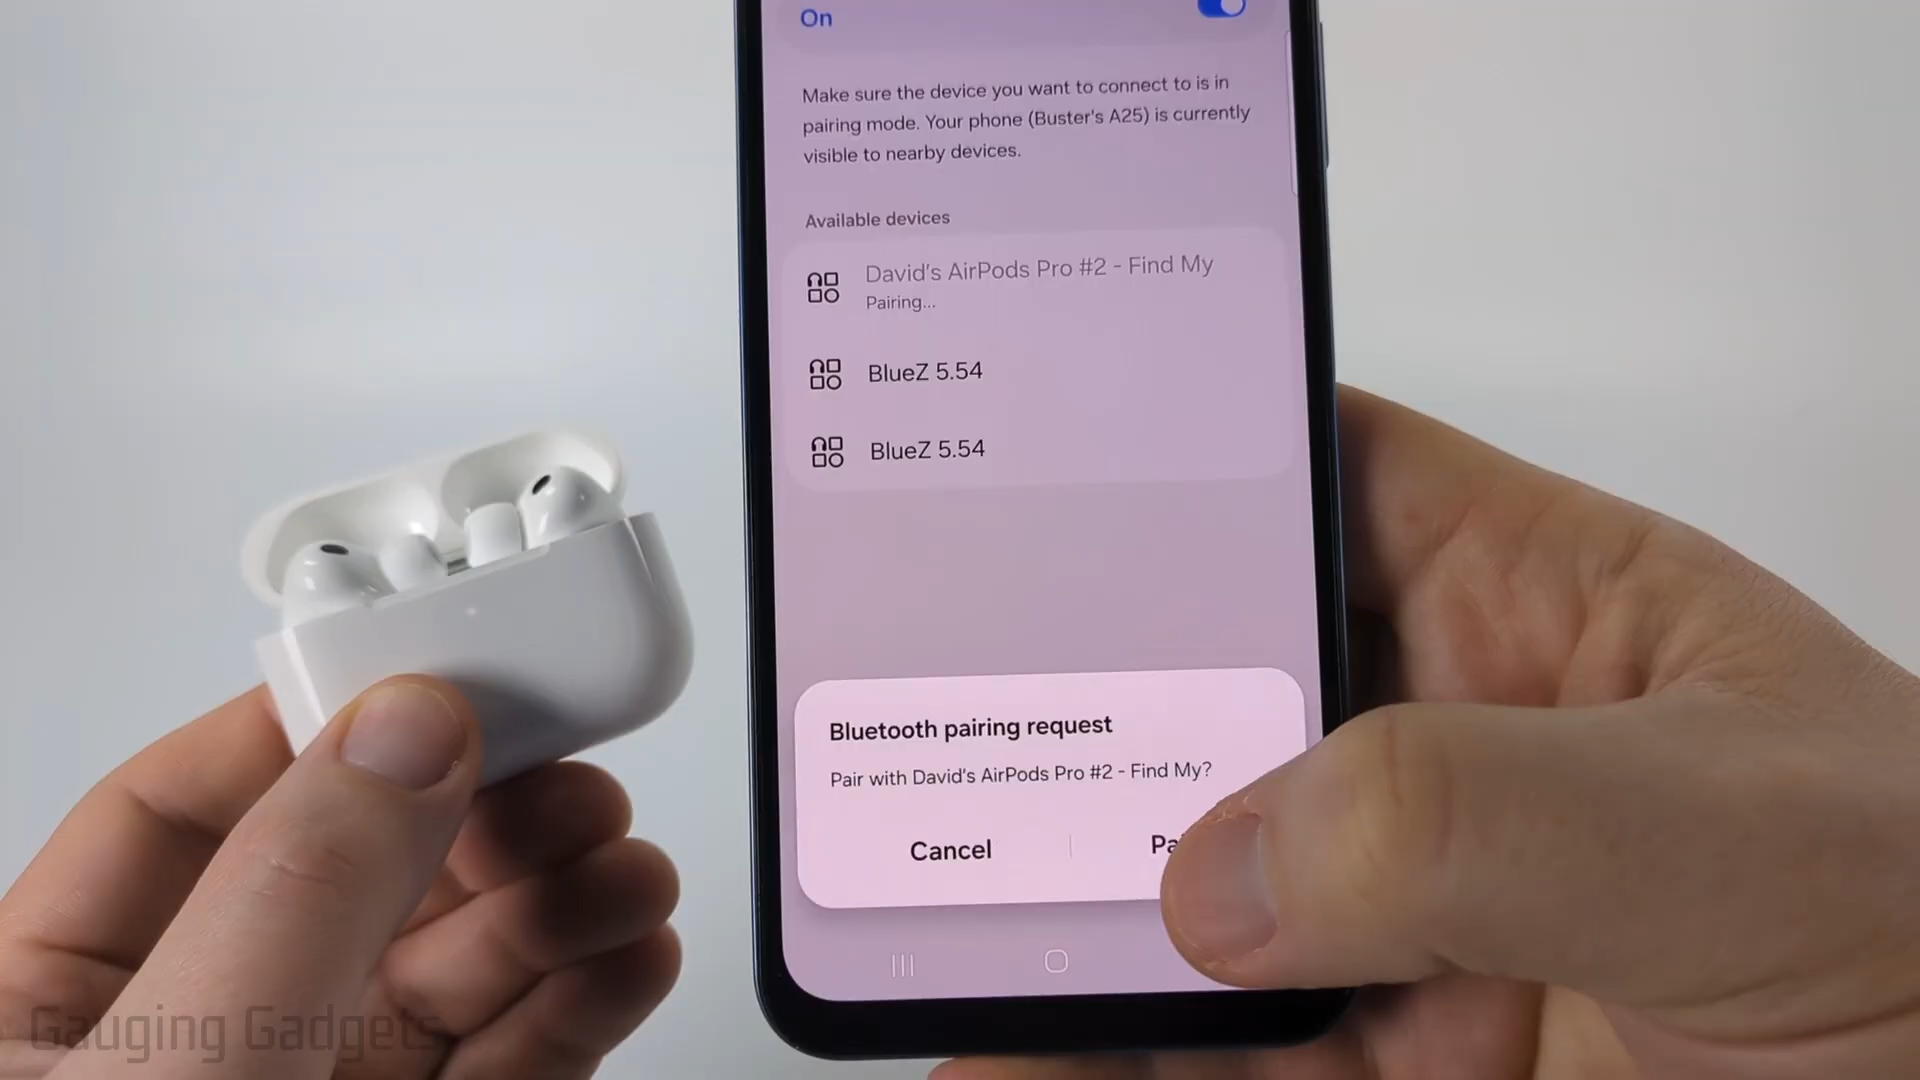 On
Make sure the device you want to connect to is in
pairing mode. Your phone (Buster's A25) is currently
visible to nearby devices.
Available devices
David's AirPods Pro #2 - Find My
Pairing...
BlueZ 5.54
BlueZ 5.54
Bluetooth pairing request
Pair with David's AirPods Pro #2 - Find My?
Cancel
Gauging Gadgets